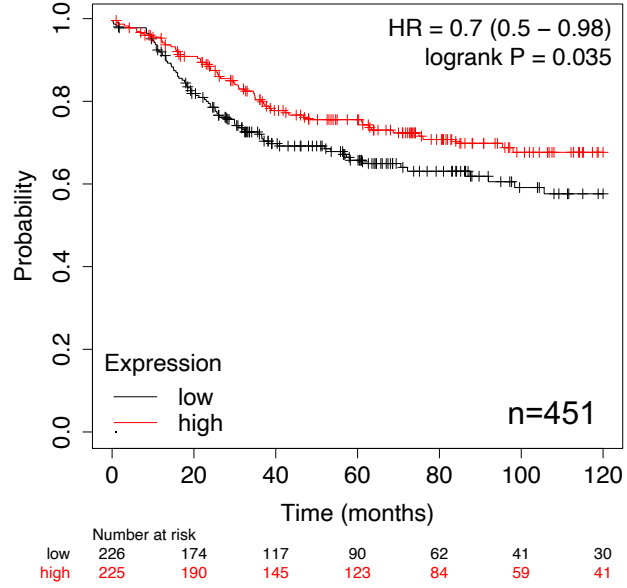 HR = 0.7 (0.5 − 0.98)
logrank P = 0.035
1.0
0.8
0.6
0.4
0.2
0.0
Probability
Expression
low
high
n=451
0 20 40 60 80 100 120
Time (months)
Number at risk
low 226 174 117 90 62 41 30
high 225 190 145 123 84 59 41